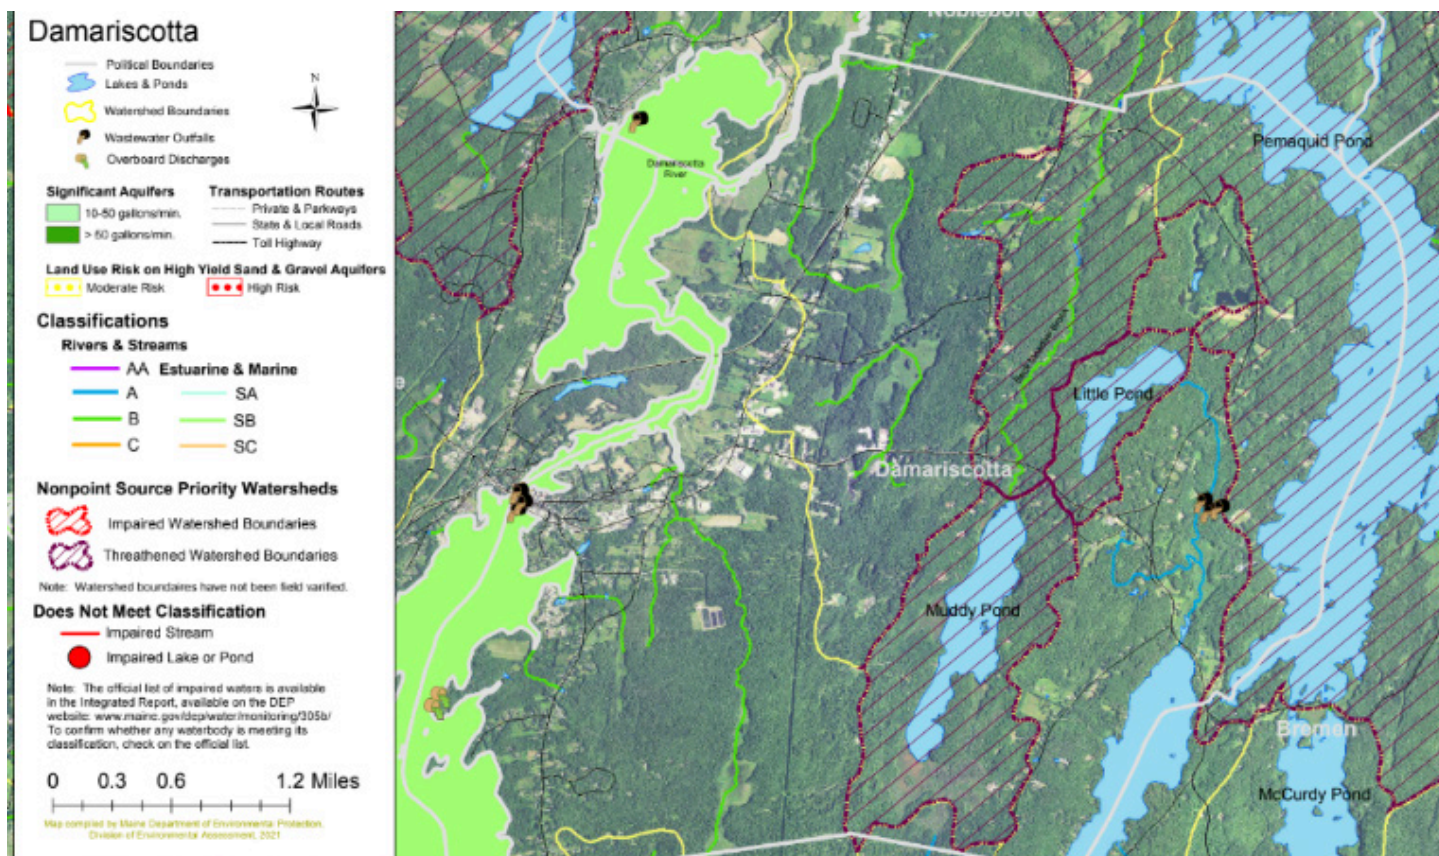 Damariscotta
Political Boundaries
Lakes & Ponds
Watershed Boundaries
Wastewater Outfalls
Overboard Discharges
N
Significant Aquifers
10-50 gallons/min.
> 50 gallons/min.
Transportation Routes
Private & Parkways
State & Local Roads
Toll Highway
Land Use Risk on High Yield Sand & Gravel Aquifers
Moderate Risk
High Risk
Classifications
Rivers & Streams
AA
A
B
C
Estuarine & Marine
SA
SB
SC
Nonpoint Source Priority Watersheds
Impaired Watershed Boundaries
Threathened Watershed Boundaries
Note: Watershed boundaires have not been field varified.
Does Not Meet Classification
Impaired Stream
Impaired Lake or Pond
Note: The official list of impaired waters is available
in the Integrated Report, available on the DEP
website: www.maine.gov/dep/water/monitoring/305b/
To confirm whether any waterbody is meeting its
classification, check on the official list.
0 0.3 0.6 1.2 Miles
Map compiled by Maine Department of Environmental Protection,
Division of Environmental Assessment, 2021
Nobleboro
Pemaquid Pond
Damariscotta
River
Little Pond
Damariscotta
Muddy Pond
Bremen
McCurdy Pond